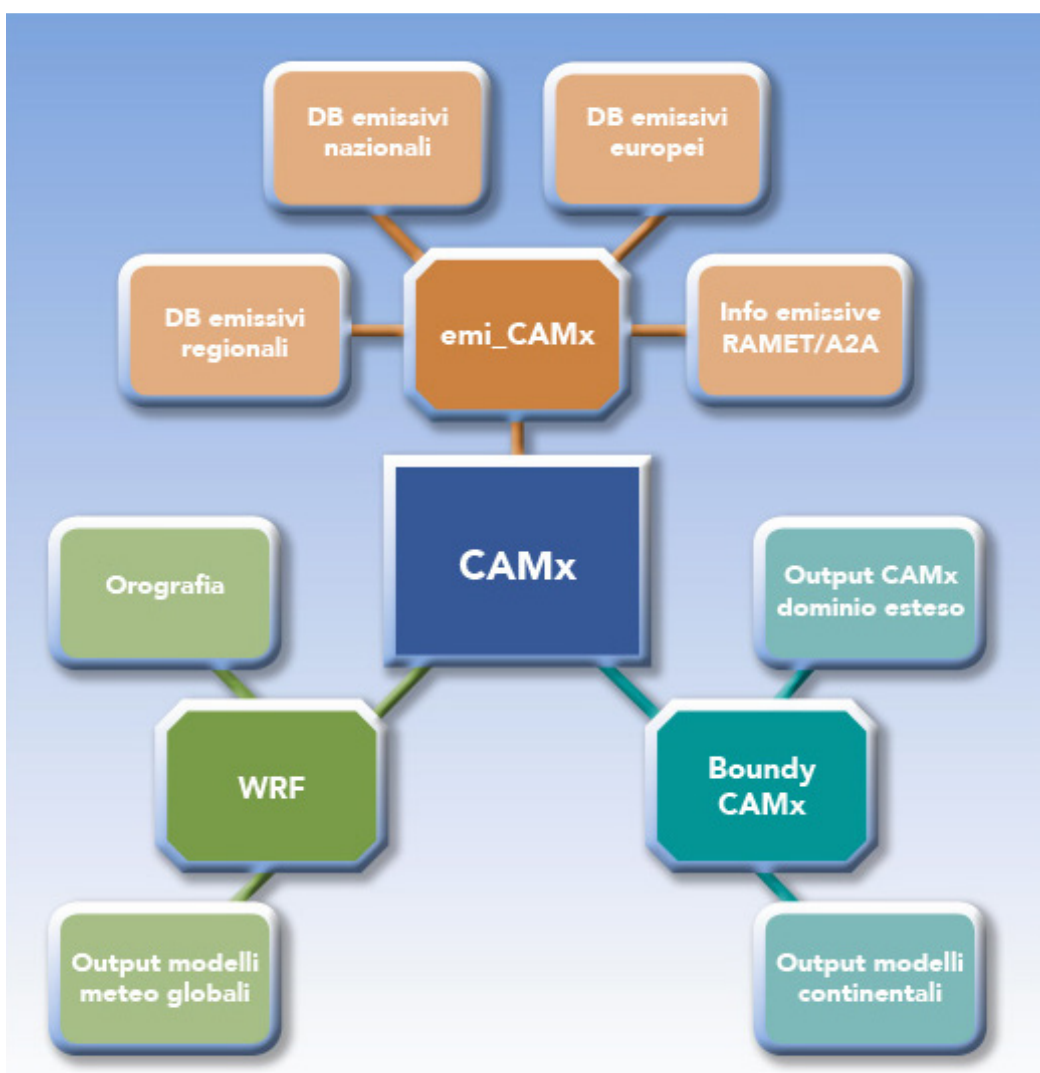 DB emissivi
nazionali
DB emissivi
europei
DB emissivi
regionali
emi_CAMx
Info emissive
RAMET/A2A
CAMx
Orografia
Output CAMx
dominio esteso
WRF
Boundy
CAMx
Output modelli
meteo globali
Output modelli
continentali